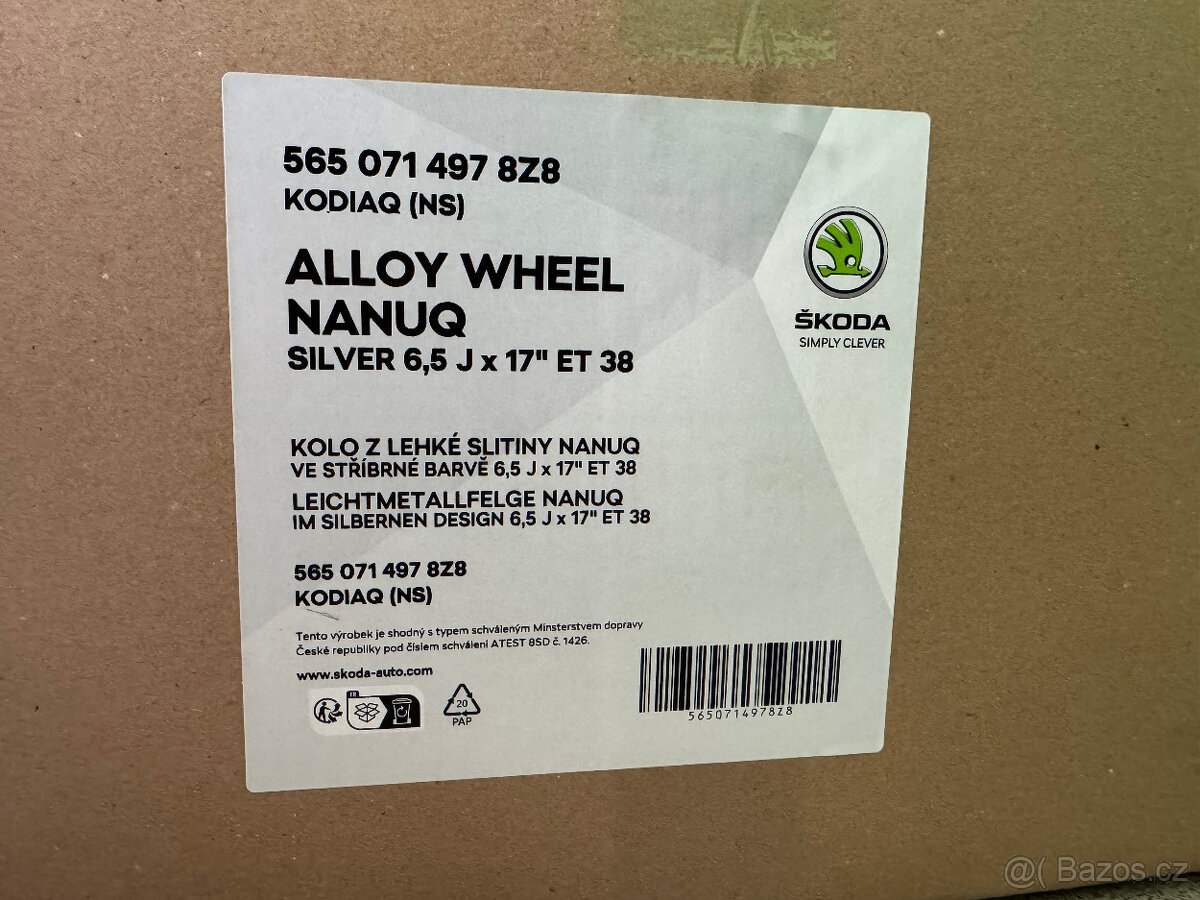 565 071 497 8Z8
KODIAQ (NS)
ALLOY WHEEL
NANUQ
SILVER 6,5 J x 17" ET 38
ŠKODA
SIMPLY CLEVER
KOLO Z LEHKÉ SLITINY NANUQ
VE STŘÍBRNÉ BARVĚ 6,5 J x 17" ET 38
LEICHTMETALLFELGE NANUQ
IM SILBERNEN DESIGN 6,5 J x 17" ET 38
565 071 497 8Z8
KODIAQ (NS)
Tento výrobek je shodný s typem schváleným Minsterstvem dopravy
České republiky pod číslem schválení ATEST 8SD č. 1426.
www.skoda-auto.com
FR
20
PAP
5650714978Z8
@( Bazos.cz